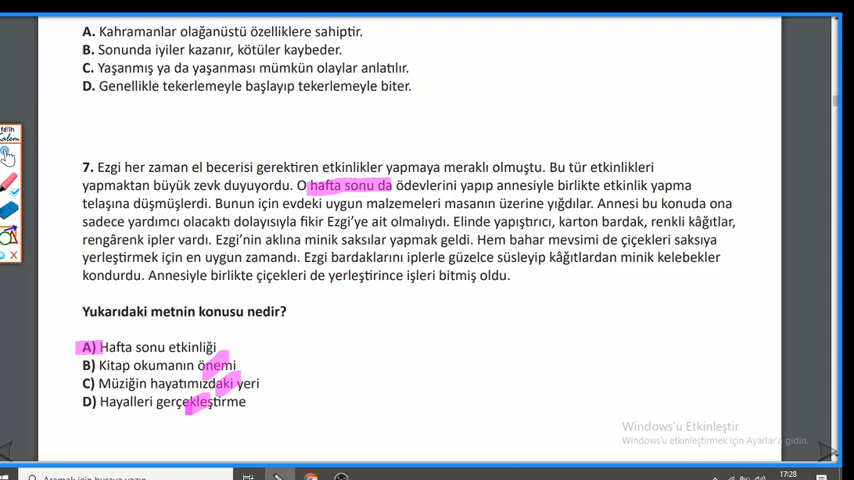 A. Kahramanlar olağanüstü özelliklere sahiptir.
B. Sonunda iyiler kazanır, kötüler kaybeder.
C. Yaşanmış ya da yaşanması mümkün olaylar anlatılır.
D. Genellikle tekerlemeyle başlayıp tekerlemeyle biter.
fatih
kalem
7. Ezgi her zaman el becerisi gerektiren etkinlikler yapmaya meraklı olmuştu. Bu tür etkinlikleri
yapmaktan büyük zevk duyuyordu. O hafta sonu da ödevlerini yapıp annesiyle birlikte etkinlik yapma
telaşına düşmüşlerdi. Bunun için evdeki uygun malzemeleri masanın üzerine yığdılar. Annesi bu konuda ona
sadece yardımcı olacaktı dolayısıyla fikir Ezgi’ye ait olmalıydı. Elinde yapıştırıcı, karton bardak, renkli kâğıtlar,
rengârenk ipler vardı. Ezgi’nin aklına minik saksılar yapmak geldi. Hem bahar mevsimi de çiçekleri saksıya
yerleştirmek için en uygun zamandı. Ezgi bardaklarını iplerle güzelce süsleyip kâğıtlardan minik kelebekler
kondurdu. Annesiyle birlikte çiçekleri de yerleştirince işleri bitmiş oldu.
Yukarıdaki metnin konusu nedir?
A) Hafta sonu etkinliği
B) Kitap okumanın önemi
C) Müziğin hayatımızdaki yeri
D) Hayalleri gerçekleştirme
Windows'u Etkinleştir
Windows'u etkinleştirmek için Ayarlar'a gidin.
Aramak için buraya yazın
17:28